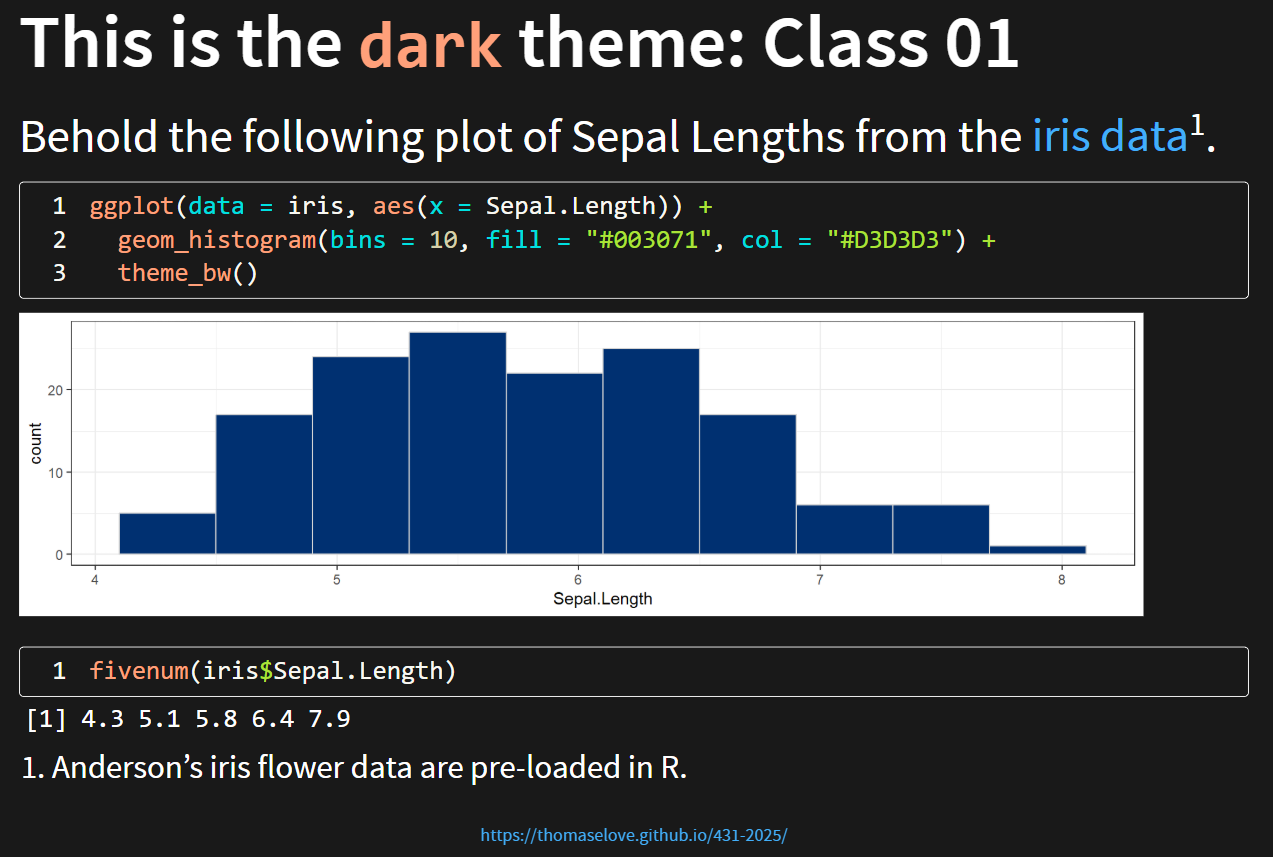 This is the dark theme: Class 01
Behold the following plot of Sepal Lengths from the iris data1.
1 ggplot(data = iris, aes(x = Sepal.Length)) +
2   geom_histogram(bins = 10, fill = "#003071", col = "#D3D3D3") +
3   theme_bw()
20
10
0
count
4 5 6 7 8
Sepal.Length
1 fivenum(iris$Sepal.Length)
[1] 4.3 5.1 5.8 6.4 7.9
1. Anderson’s iris flower data are pre-loaded in R.
https://thomaselove.github.io/431-2025/